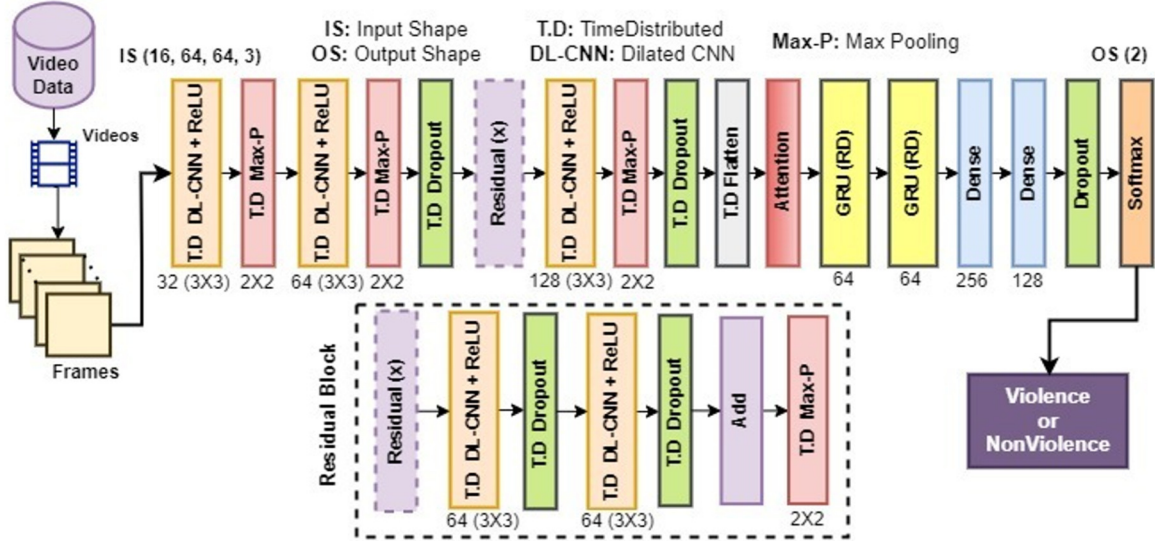 IS: Input Shape
T.D: TimeDistributed
Max-P: Max Pooling
OS: Output Shape
DL-CNN: Dilated CNN
Video
Data
IS (16, 64, 64, 3)
OS (2)
Videos
Frames
T.D DL-CNN + ReLU
32 (3X3)
T.D Max-P
2X2
T.D DL-CNN + ReLU
64 (3X3)
T.D Max-P
2X2
T.D Dropout
Residual (x)
T.D DL-CNN + ReLU
128 (3X3)
T.D Max-P
2X2
T.D Dropout
T.D Flatten
Attention
GRU (RD)
64
GRU (RD)
64
Dense
256
Dense
128
Dropout
Softmax
Residual Block
Residual (x)
T.D DL-CNN + ReLU
64 (3X3)
T.D Dropout
T.D DL-CNN + ReLU
64 (3X3)
T.D Dropout
Add
T.D Max-P
2X2
Violence
or
NonViolence